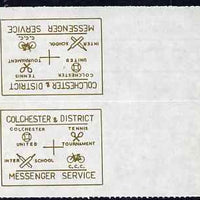 MESSENGER SERVICE
C.C.C. INTER SCHOOL
TOURNAMENT UNITED
TENNIS COLCHESTER
COLCHESTER & DISTRICT
COLCHESTER & DISTRICT
COLCHESTER TENNIS
UNITED TOURNAMENT
INTER SCHOOL C.C.C.
MESSENGER SERVICE